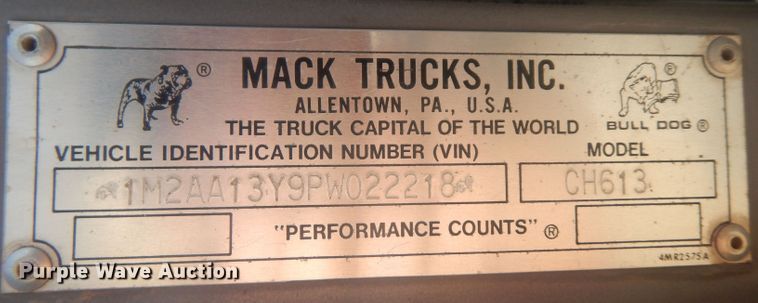 ® MACK TRUCKS, INC.
ALLENTOWN, PA., U.S.A.
THE TRUCK CAPITAL OF THE WORLD
BULL DOG ®
VEHICLE IDENTIFICATION NUMBER (VIN)
MODEL
1M2AA13Y9PW022218
CH613
"PERFORMANCE COUNTS" ®
4MR2575A
Purple Wave Auction